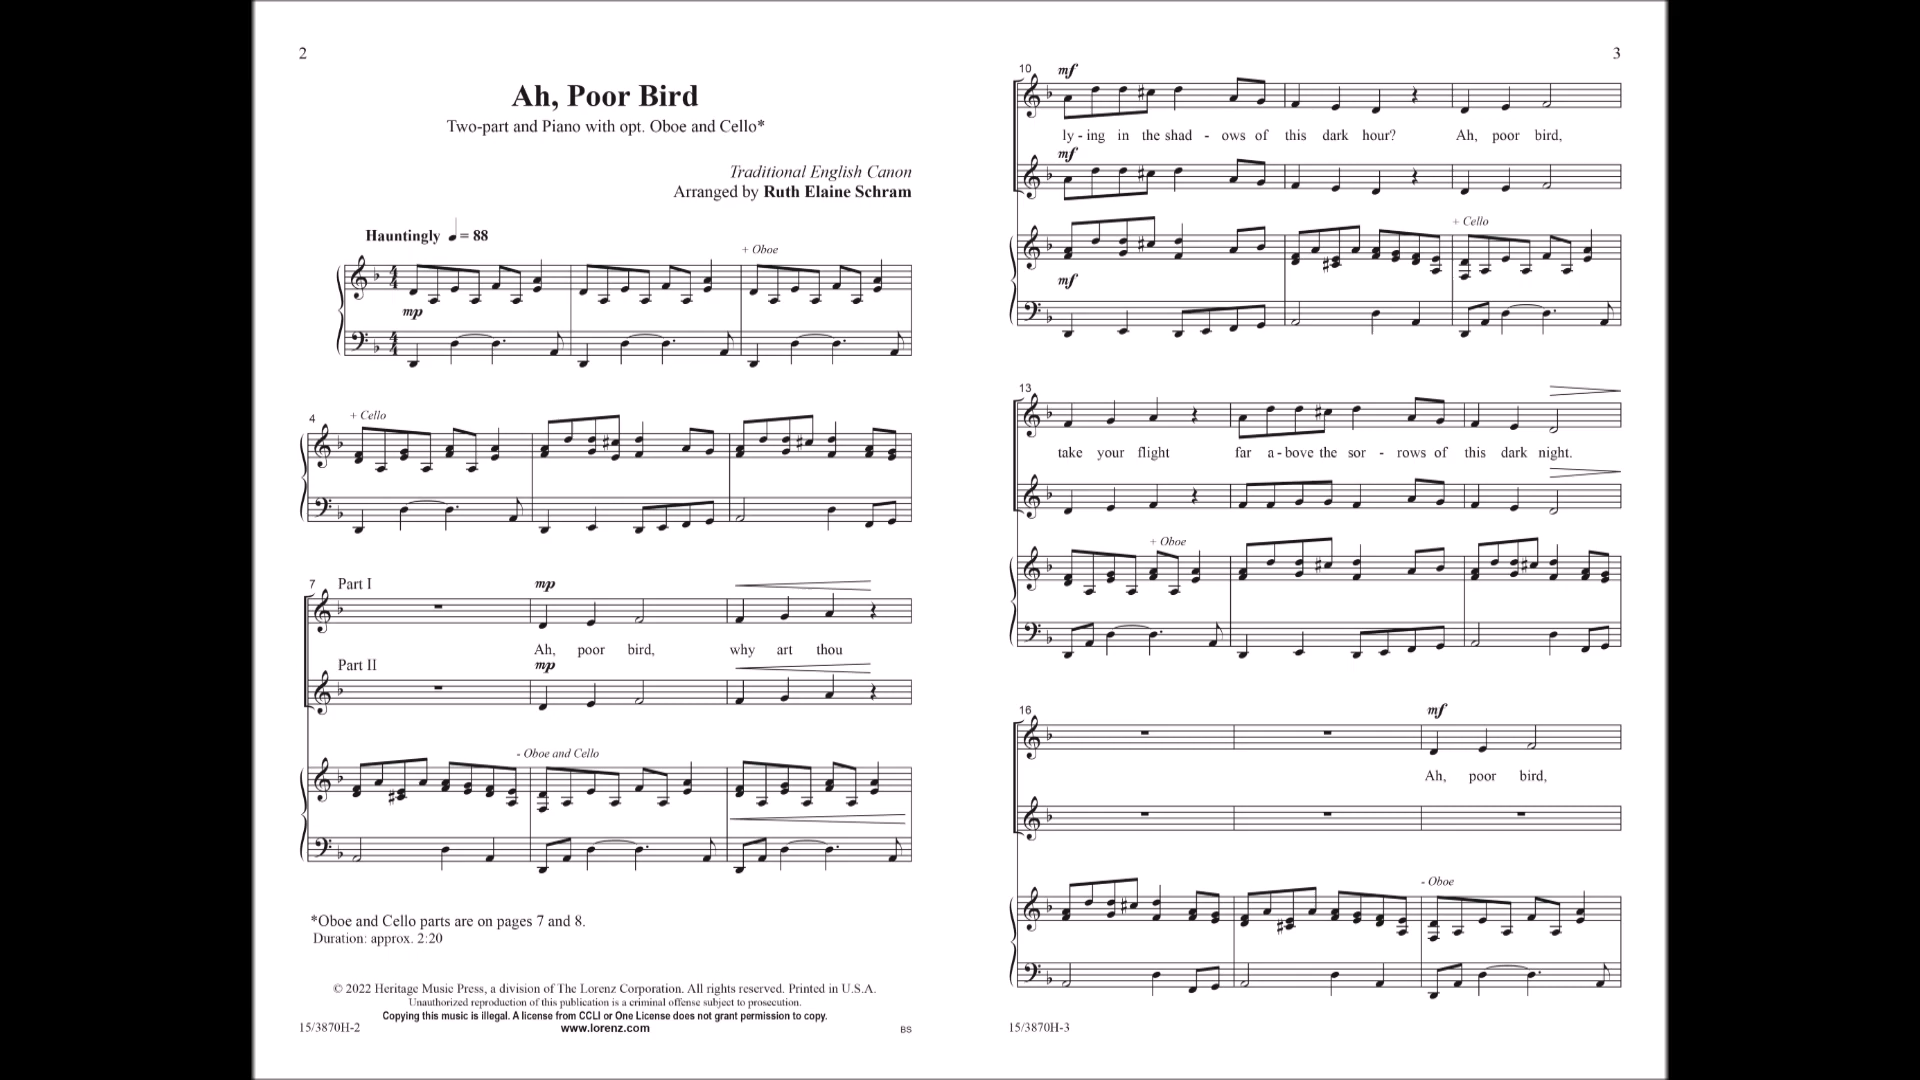 2
Ah, Poor Bird
Two-part and Piano with opt. Oboe and Cello*
Traditional English Canon
Arranged by Ruth Elaine Schram
Hauntingly ♩= 88
+ Oboe
mp
4
+ Cello
7
Part I
mp
Ah, poor bird, why art thou
Part II
mp
- Oboe and Cello
*Oboe and Cello parts are on pages 7 and 8.
Duration: approx. 2:20
© 2022 Heritage Music Press, a division of The Lorenz Corporation. All rights reserved. Printed in U.S.A.
Unauthorized reproduction of this publication is a criminal offense subject to prosecution.
Copying this music is illegal. A license from CCLI or One License does not grant permission to copy.
15/3870H-2
www.lorenz.com
BS
3
10
mf
ly - ing in the shad - ows of this dark hour? Ah, poor bird,
mf
+ Cello
mf
13
take your flight far a - bove the sor - rows of this dark night.
+ Oboe
16
mf
Ah, poor bird,
- Oboe
15/3870H-3